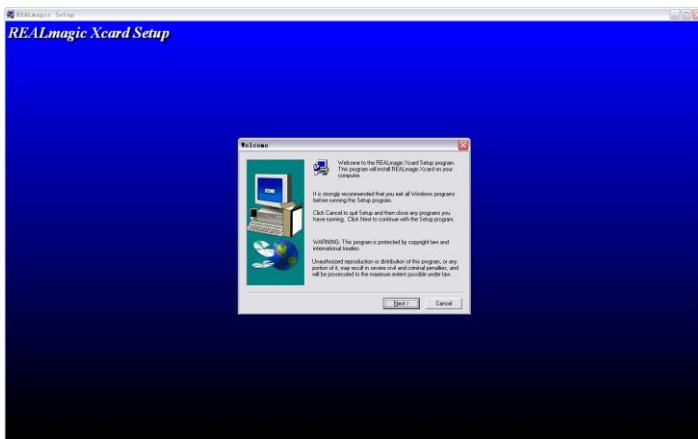 REALmagic Setup
REALmagic Xcard Setup
Welcome
Welcome to the REALmagic Xcard Setup program.
This program will install REALmagic Xcard on your
computer.
It is strongly recommended that you exit all Windows programs
before running this Setup program.
Click Cancel to quit Setup and then close any programs you
have running. Click Next to continue with the Setup program.
WARNING: This program is protected by copyright law and
international treaties.
Unauthorized reproduction or distribution of this program, or any
portion of it, may result in severe civil and criminal penalties, and
will be prosecuted to the maximum extent possible under law.
Next >
Cancel